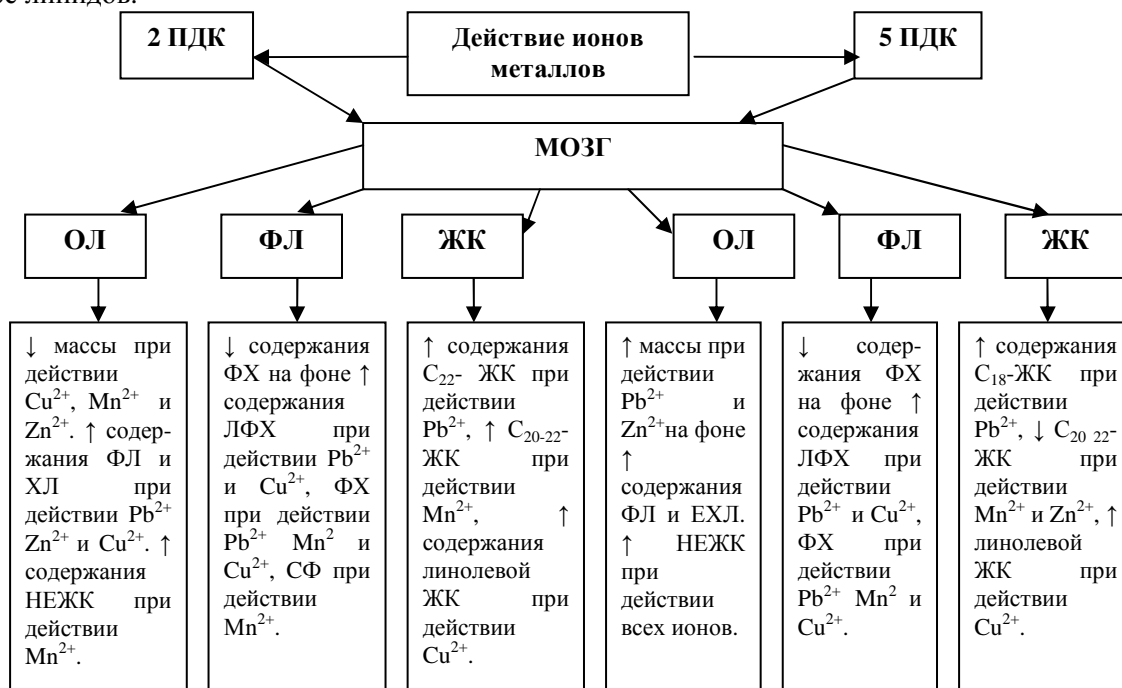 липидов.
2 ПДК
Действие ионов
металлов
5 ПДК
МОЗГ
ОЛ
ФЛ
ЖК
ОЛ
ФЛ
ЖК
↓ массы при
действии
Cu²⁺, Mn²⁺ и
Zn²⁺. ↑ содер-
жания ФЛ и
ХЛ при
действии Pb²⁺
Zn²⁺ и Cu²⁺. ↑
содержания
НЕЖК при
действии
Mn²⁺.
↓ содержания
ФХ на фоне ↑
содержания
ЛФХ при
действии Pb²⁺
и Cu²⁺, ФХ
при действии
Pb²⁺ Mn² и
Cu²⁺, СФ при
действии
Mn²⁺.
↑ содержания
C₂₂- ЖК при
действии
Pb²⁺, ↑ C₂₀₋₂₂-
ЖК при
действии
Mn²⁺, ↑
содержания
линолевой
ЖК при
действии
Cu²⁺.
↑ массы при
действии
Pb²⁺ и
Zn²⁺на фоне
↑
содержания
ФЛ и ЕХЛ.
↑ НЕЖК
при
действии
всех ионов.
↓ содер-
жания ФХ
на фоне ↑
содержания
ЛФХ при
действии
Pb²⁺ и Cu²⁺,
ФХ при
действии
Pb²⁺ Mn² и
Cu²⁺.
↑ содержания
C₁₈-ЖК при
действии
Pb²⁺, ↓ C₂₀ ₂₂-
ЖК при
действии
Mn²⁺ и Zn²⁺, ↑
линолевой
ЖК при
действии
Cu²⁺.